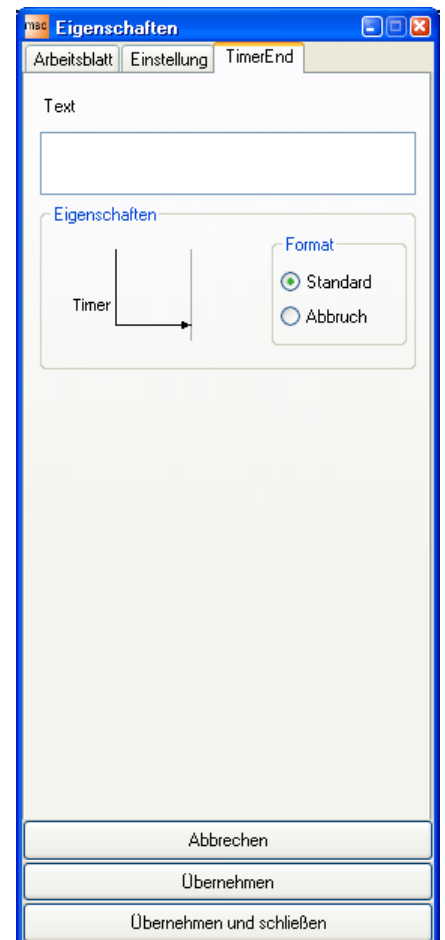 msc Eigenschaften
Arbeitsblatt Einstellung TimerEnd
Text
Eigenschaften
Format
Standard
Timer
Abbruch
Abbrechen
Übernehmen
Übernehmen und schließen